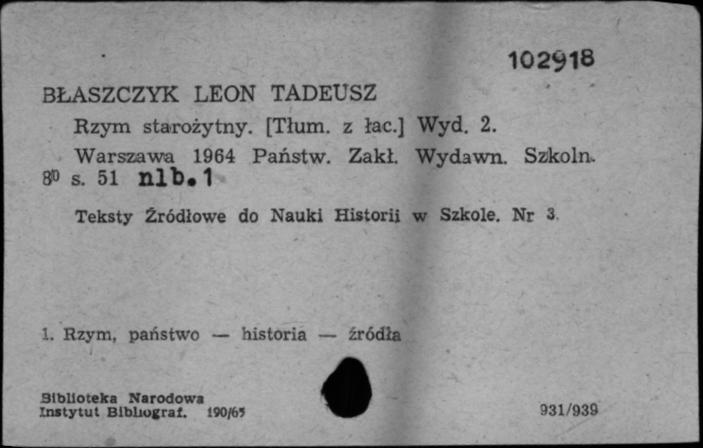 102918
BŁASZCZYK LEON TADEUSZ
Rzym starożytny. [Tłum. z łac.] Wyd. 2.
Warszawa 1964 Państw. Zakł. Wydawn. Szkoln.
8⁰ s. 51 nlb.1
Teksty Źródłowe do Nauki Historii w Szkole. Nr 3.
1. Rzym, państwo — historia — źródła
Biblioteka Narodowa
Instytut Bibliograf. 190/65
931/939